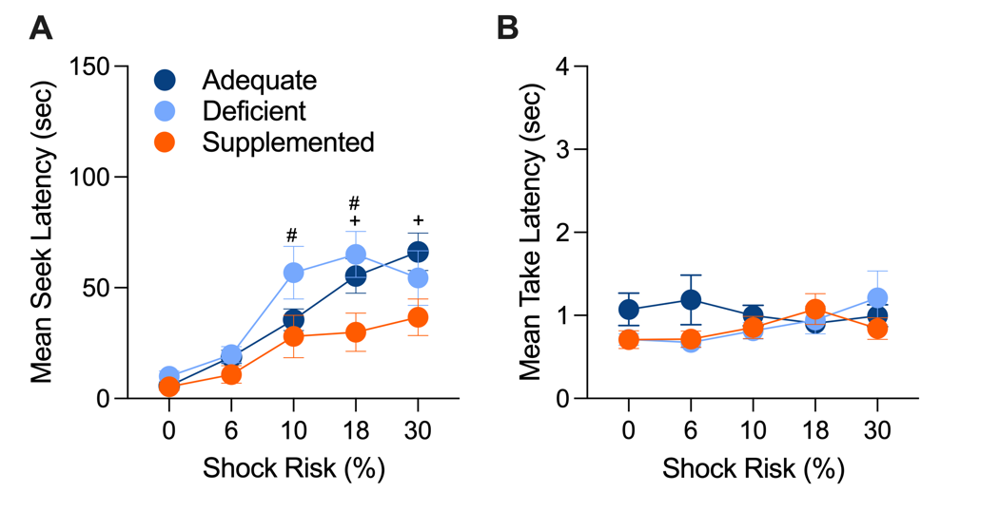 A
Mean Seek Latency (sec)
150
100
50
0
Adequate
Deficient
Supplemented
#
#
+
+
0 6 10 18 30
Shock Risk (%)
B
Mean Take Latency (sec)
4
3
2
1
0
0 6 10 18 30
Shock Risk (%)